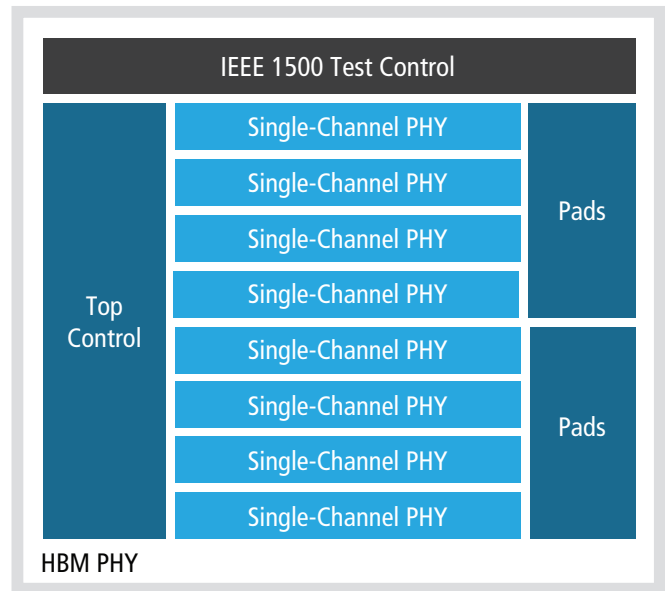 IEEE 1500 Test Control
Single-Channel PHY
Single-Channel PHY
Single-Channel PHY
Single-Channel PHY
Single-Channel PHY
Single-Channel PHY
Single-Channel PHY
Single-Channel PHY
Top
Control
Pads
Pads
HBM PHY